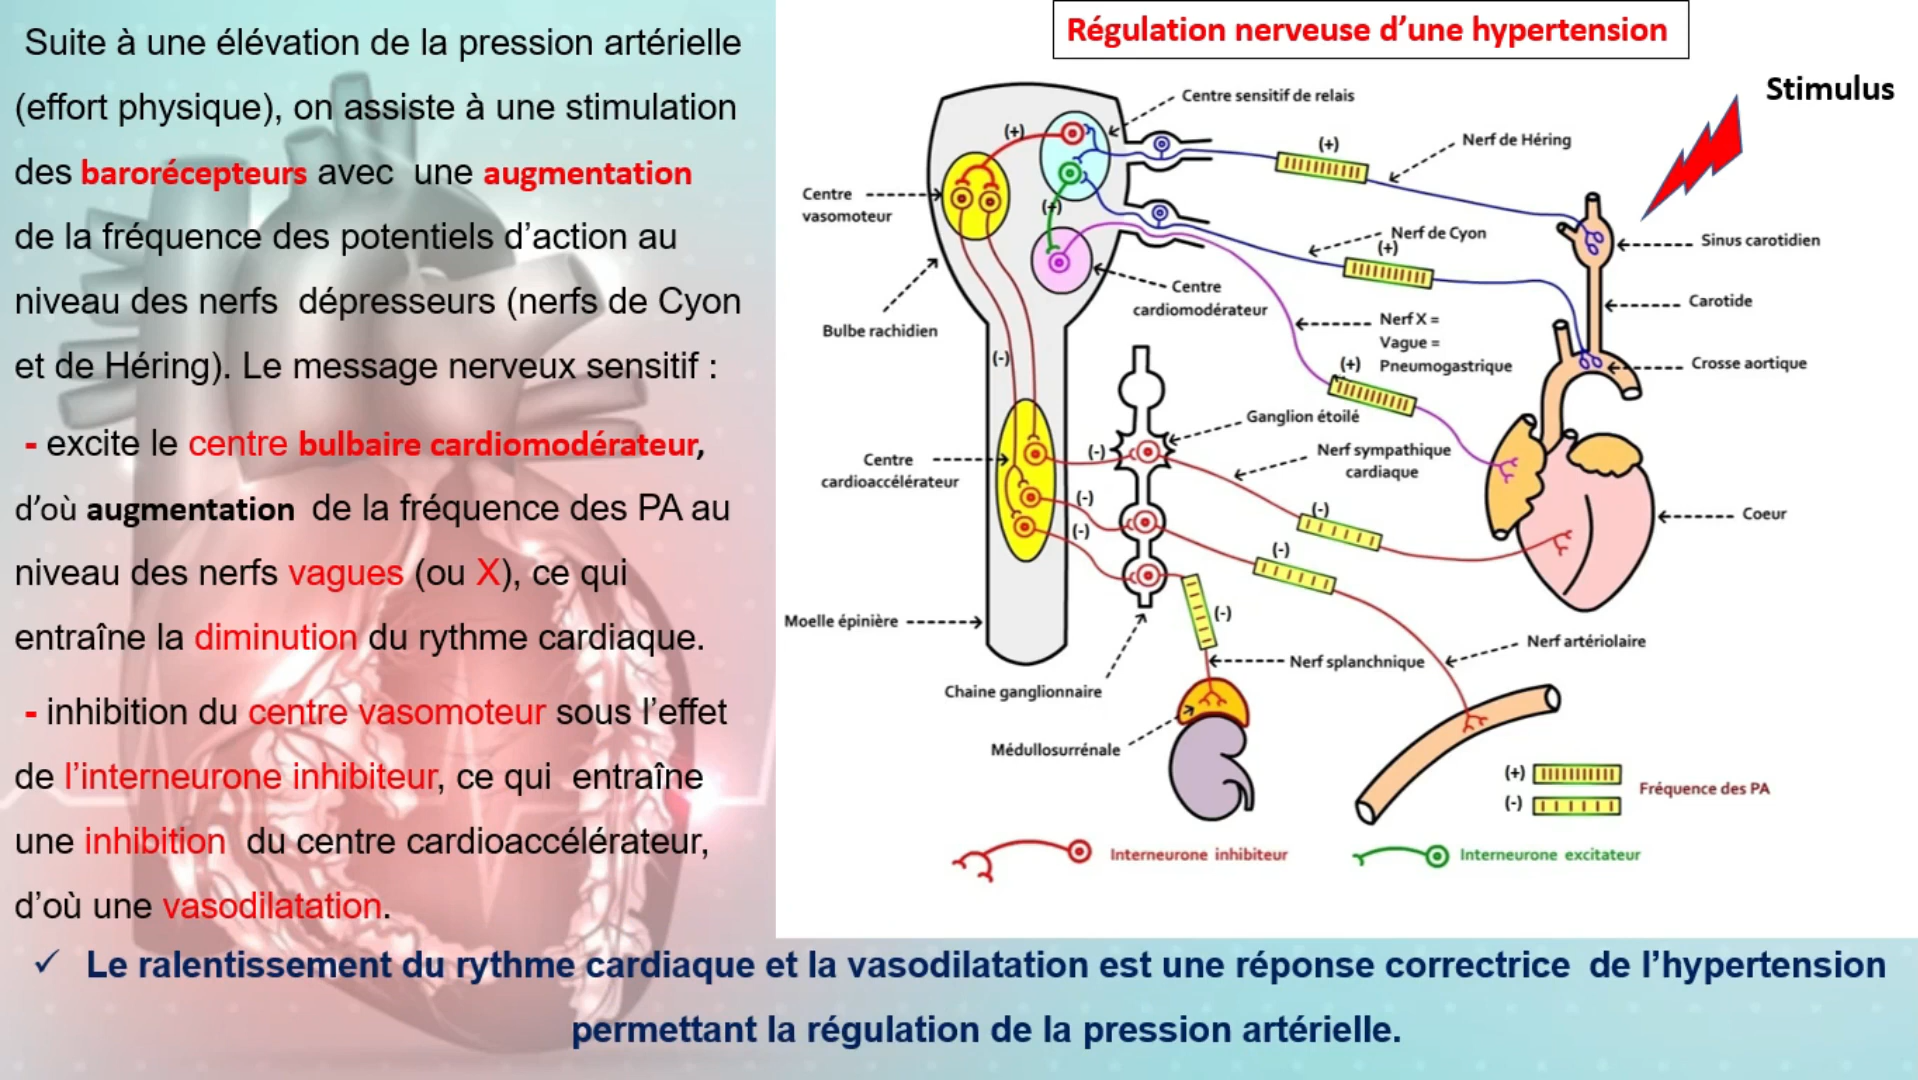 Suite à une élévation de la pression artérielle
(effort physique), on assiste à une stimulation
des barorécepteurs avec une augmentation
de la fréquence des potentiels d’action au
niveau des nerfs dépresseurs (nerfs de Cyon
et de Héring). Le message nerveux sensitif :
- excite le centre bulbaire cardiomodérateur,
d’où augmentation de la fréquence des PA au
niveau des nerfs vagues (ou X), ce qui
entraîne la diminution du rythme cardiaque.
- inhibition du centre vasomoteur sous l’effet
de l’interneurone inhibiteur, ce qui entraîne
une inhibition du centre cardioaccélérateur,
d’où une vasodilatation.
✓ Le ralentissement du rythme cardiaque et la vasodilatation est une réponse correctrice de l’hypertension
permettant la régulation de la pression artérielle.
Régulation nerveuse d’une hypertension
Stimulus
Centre sensitif de relais
(+)
(+)
Nerf de Héring
Centre
vasomoteur
(+)
Nerf de Cyon
(+)
Sinus carotidien
Centre
cardiomodérateur
Carotide
Bulbe rachidien
Nerf X =
Vague =
Pneumogastrique
(-)
(+)
Crosse aortique
Ganglion étoilé
Centre
cardioaccélérateur
(-)
Nerf sympathique
cardiaque
(-)
(-)
(-)
Coeur
(-)
Moelle épinière
(-)
Nerf artériolaire
Nerf splanchnique
Chaine ganglionnaire
Médullosurrénale
(+)
(-)
Fréquence des PA
Interneurone inhibiteur
Interneurone excitateur